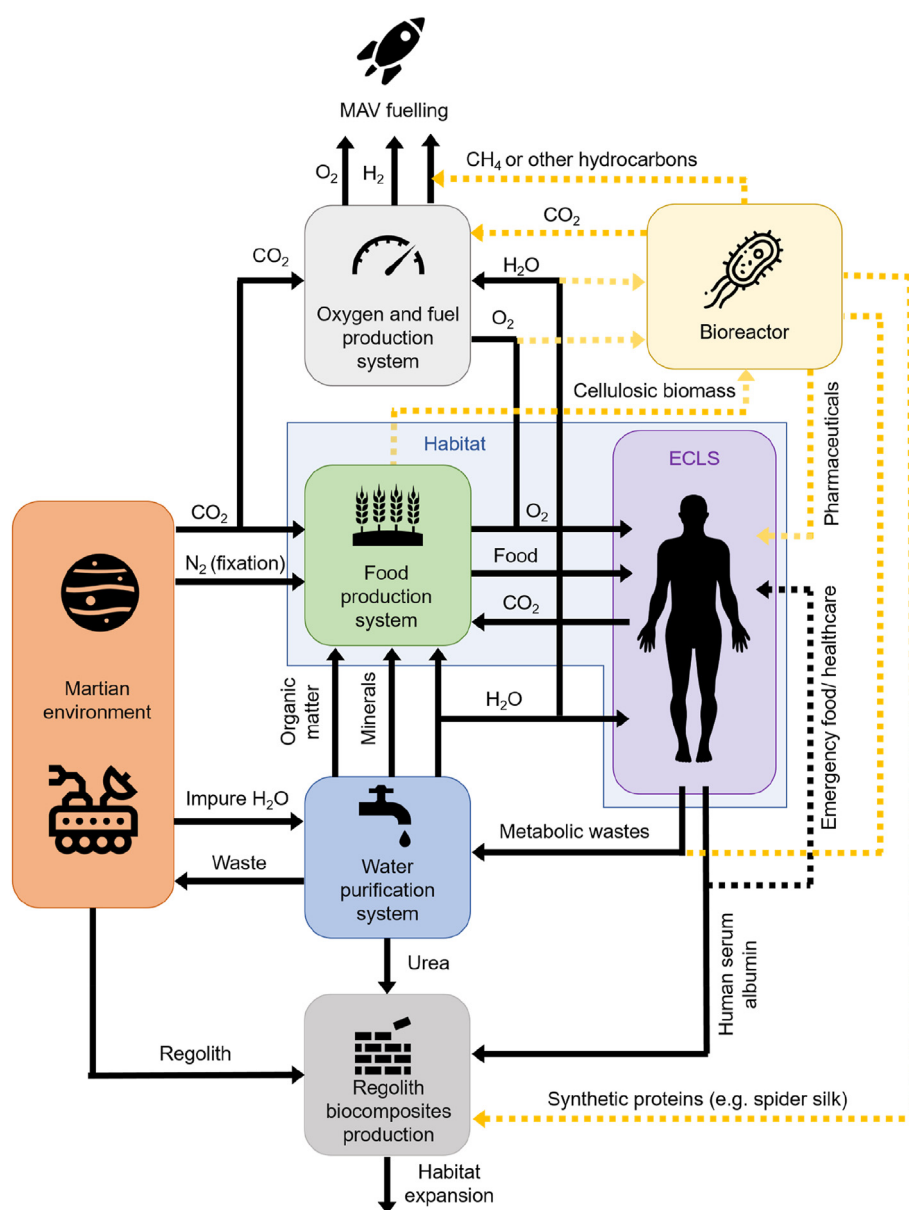 MAV fuelling
O₂
H₂
CH₄ or other hydrocarbons
CO₂
CO₂
H₂O
Oxygen and fuel
production
system
O₂
Bioreactor
Cellulosic biomass
Pharmaceuticals
Habitat
ECLS
CO₂
O₂
N₂ (fixation)
Food
Food
production
system
CO₂
Martian
environment
Organic
matter
Minerals
H₂O
Emergency food/ healthcare
Impure H₂O
Metabolic wastes
Waste
Water
purification
system
Urea
Human serum
albumin
Regolith
Regolith
biocomposites
production
Synthetic proteins (e.g. spider silk)
Habitat
expansion